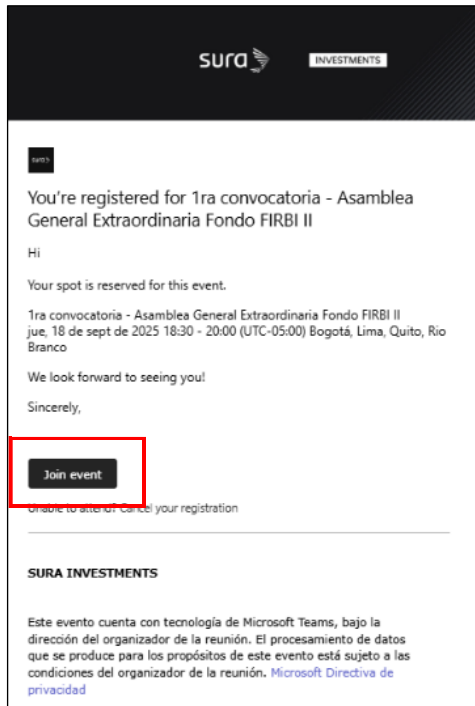 sura
INVESTMENTS
sura
You're registered for 1ra convocatoria - Asamblea
General Extraordinaria Fondo FIRBI II
Hi
Your spot is reserved for this event.
1ra convocatoria - Asamblea General Extraordinaria Fondo FIRBI II
jue, 18 de sept de 2025 18:30 - 20:00 (UTC-05:00) Bogotá, Lima, Quito, Rio
Branco
We look forward to seeing you!
Sincerely,
Join event
Unable to attend? Cancel your registration
SURA INVESTMENTS
Este evento cuenta con tecnología de Microsoft Teams, bajo la
dirección del organizador de la reunión. El procesamiento de datos
que se produce para los propósitos de este evento está sujeto a las
condiciones del organizador de la reunión. Microsoft Directiva de
privacidad